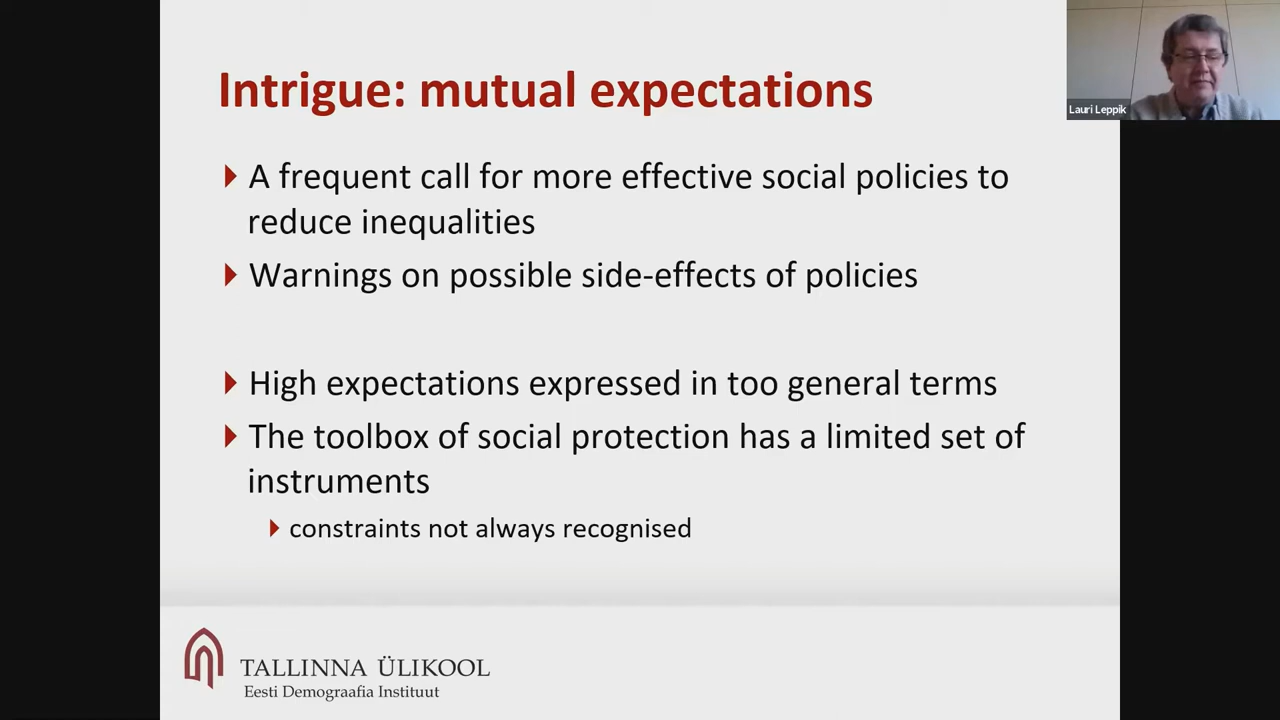 Intrigue: mutual expectations
Lauri Leppik
A frequent call for more effective social policies to
reduce inequalities
Warnings on possible side-effects of policies
High expectations expressed in too general terms
The toolbox of social protection has a limited set of
instruments
constraints not always recognised
TALLINNA ÜLIKOOL
Eesti Demograafia Instituut